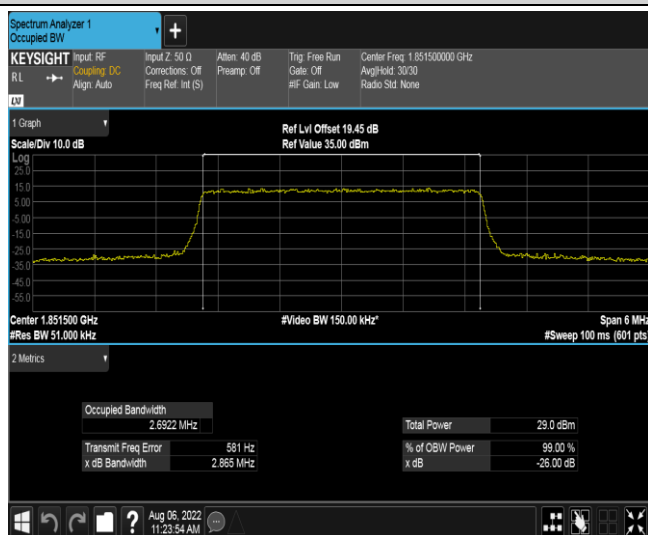 Spectrum Analyzer 1
Occupied BW
+
KEYSIGHT Input: RF Input Z: 50 Ω Atten: 40 dB Trig: Free Run Center Freq: 1.851500000 GHz
RL Coupling: DC Corrections: Off Preamp: Off Gate: Off Avg|Hold: 30/30
Align: Auto Freq Ref: Int (S) #IF Gain: Low Radio Std: None
LXI
1 Graph Ref Lvl Offset 19.45 dB
Scale/Div 10.0 dB Ref Value 35.00 dBm
Log
25.0
15.0
5.00
-5.00
-15.0
-25.0
-35.0
-45.0
-55.0
Center 1.851500 GHz #Video BW 150.00 kHz* Span 6 MHz
#Res BW 51.000 kHz #Sweep 100 ms (601 pts)
2 Metrics
Occupied Bandwidth
2.6922 MHz Total Power 29.0 dBm
Transmit Freq Error 581 Hz % of OBW Power 99.00 %
x dB Bandwidth 2.865 MHz x dB -26.00 dB
? Aug 06, 2022
11:23:54 AM